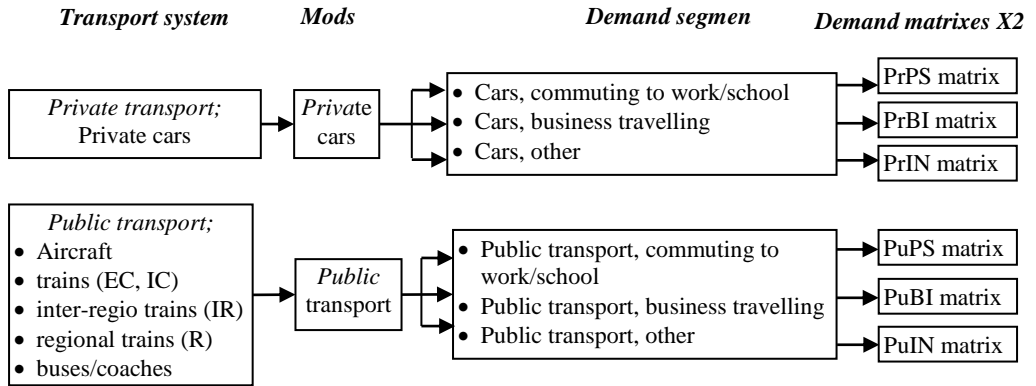 Transport system
Mods
Demand segmen
Demand matrixes X2
Private transport;
Private cars
Private
cars
• Cars, commuting to work/school
• Cars, business travelling
• Cars, other
PrPS matrix
PrBI matrix
PrIN matrix
Public transport;
• Aircraft
• trains (EC, IC)
• inter-regio trains (IR)
• regional trains (R)
• buses/coaches
Public
transport
• Public transport, commuting to
work/school
• Public transport, business travelling
• Public transport, other
PuPS matrix
PuBI matrix
PuIN matrix